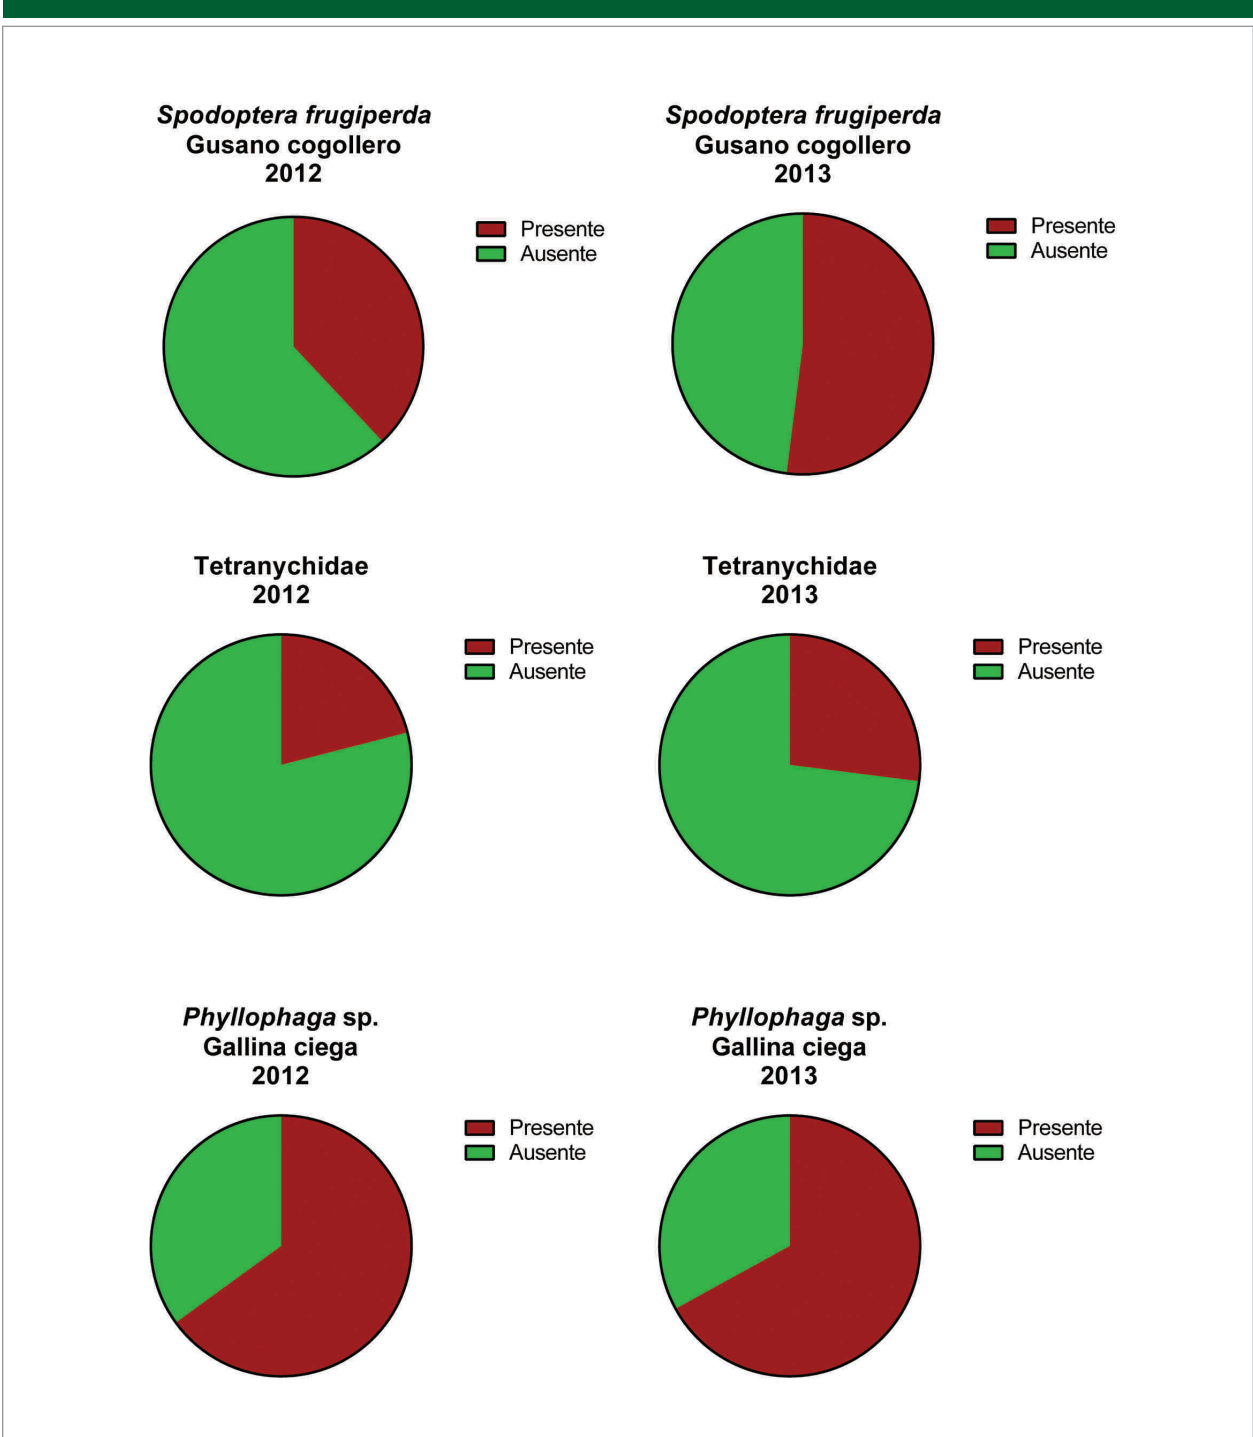 Spodoptera frugiperda
Gusano cogollero
2012
Presente
Ausente
Spodoptera frugiperda
Gusano cogollero
2013
Presente
Ausente
Tetranychidae
2012
Presente
Ausente
Tetranychidae
2013
Presente
Ausente
Phyllophaga sp.
Gallina ciega
2012
Presente
Ausente
Phyllophaga sp.
Gallina ciega
2013
Presente
Ausente